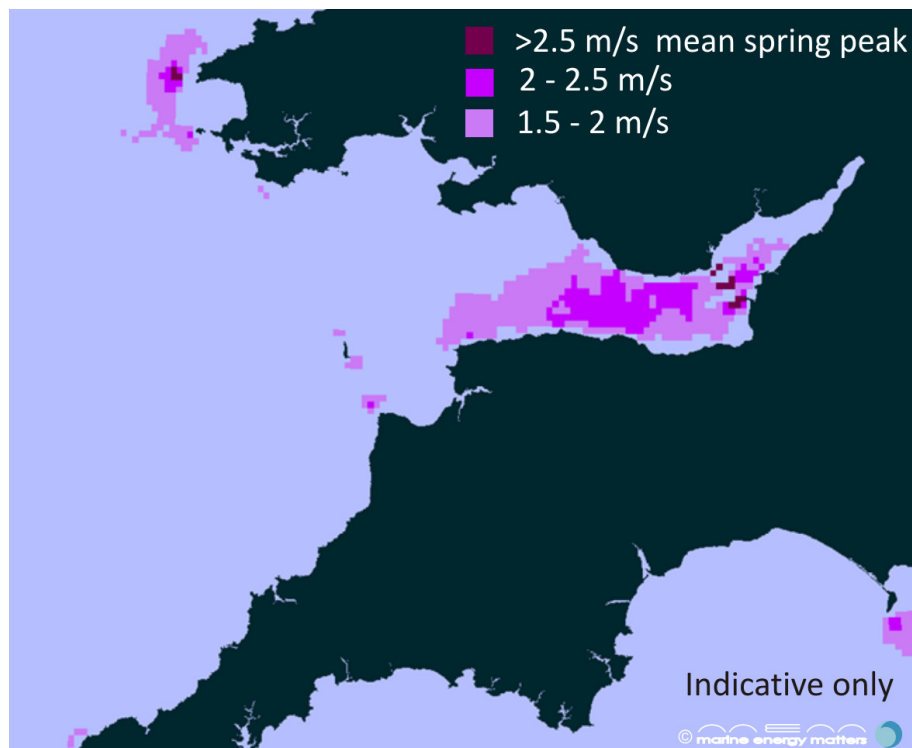 >2.5 m/s mean spring peak
2 - 2.5 m/s
1.5 - 2 m/s
Indicative only
© marine energy matters